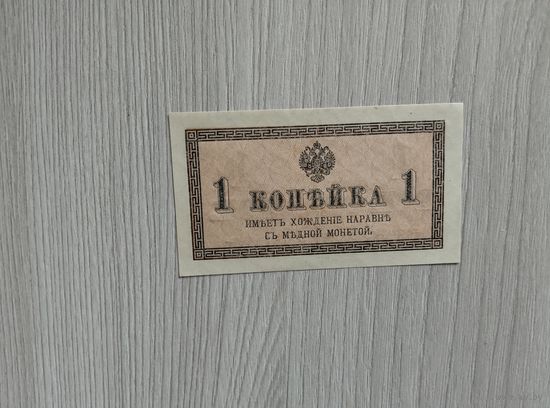 1 КОПѢЙКА 1
ИМѢЕТЪ ХОЖДЕНІЕ НАРАВНѢ
СЪ МѢДНОЙ МОНЕТОЙ.